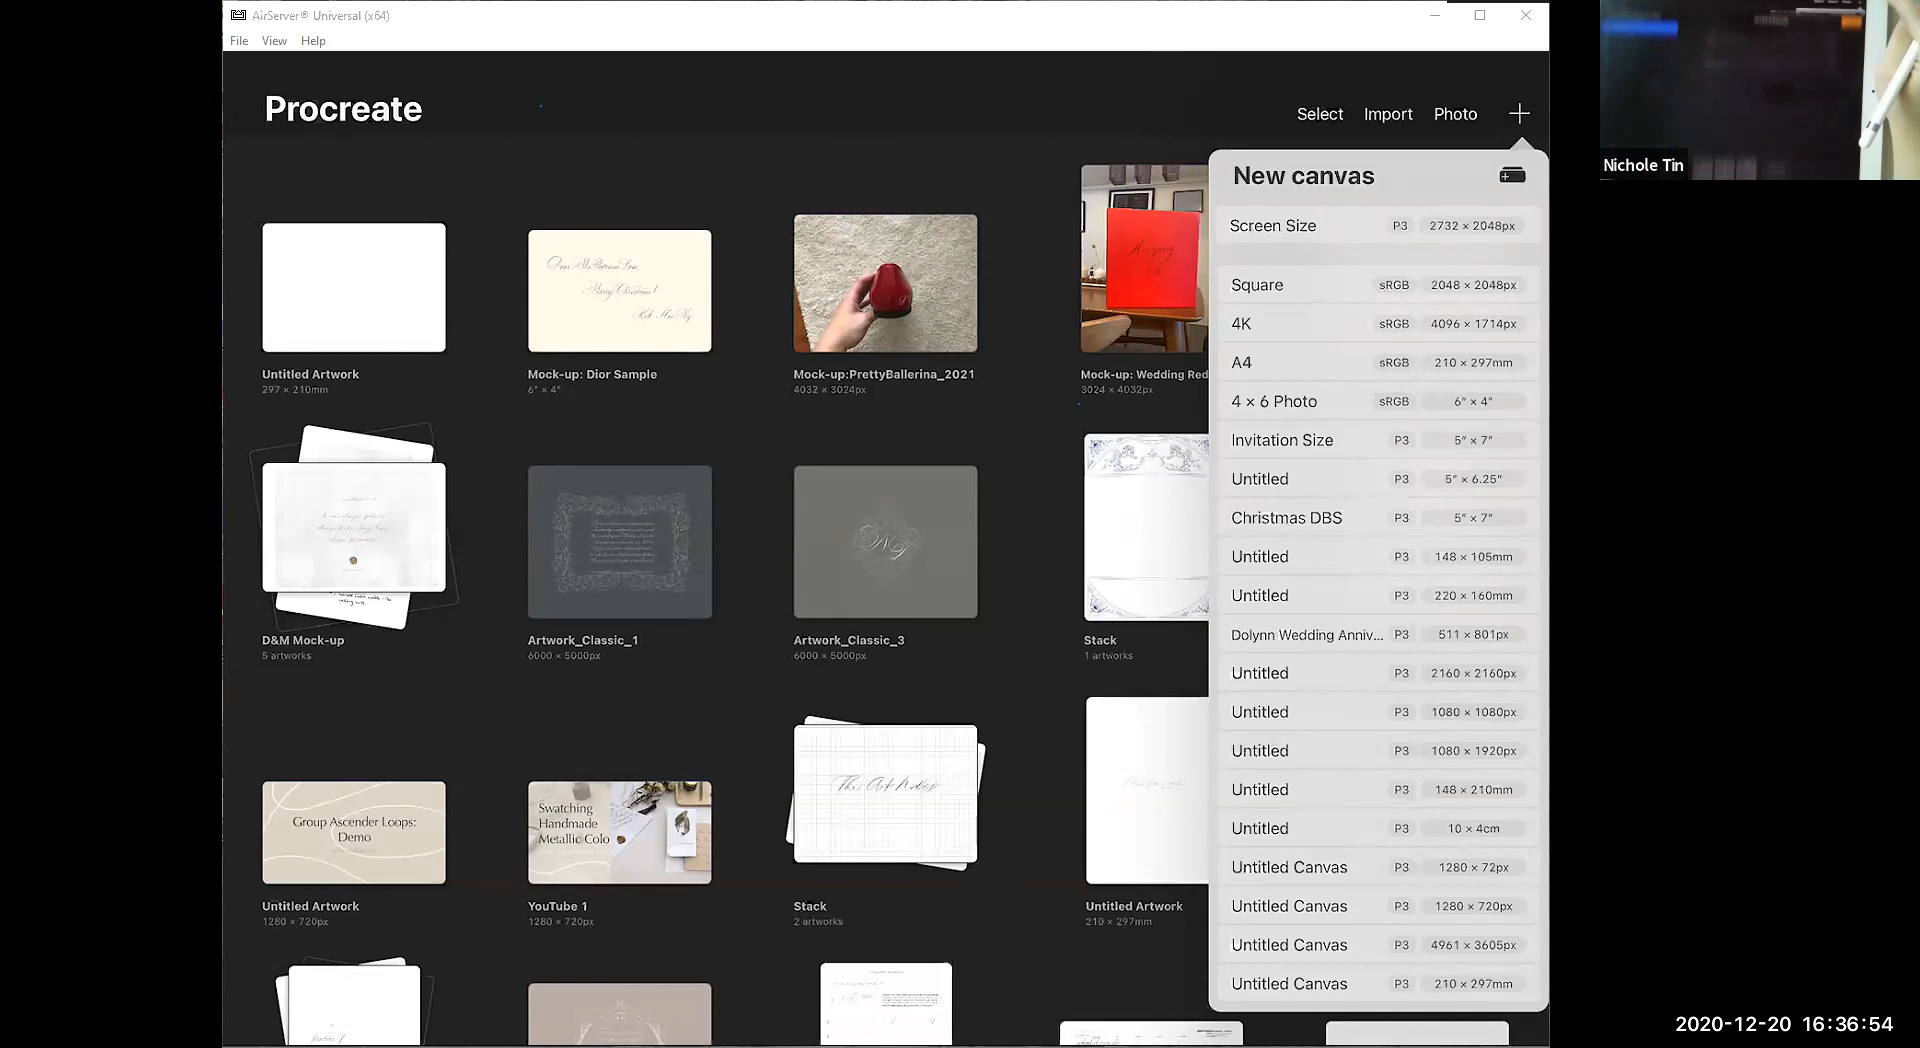 AirServer® Universal (x64)
File View Help
Procreate
Select Import Photo
New canvas
Screen Size P3 2732 × 2048px
Square sRGB 2048 × 2048px
4K sRGB 4096 × 1714px
A4 sRGB 210 × 297mm
4 × 6 Photo sRGB 6" × 4"
Invitation Size P3 5" × 7"
Untitled P3 5" × 6.25"
Christmas DBS P3 5" × 7"
Untitled P3 148 × 105mm
Untitled P3 220 × 160mm
Dolynn Wedding Anniv... P3 511 × 801px
Untitled P3 2160 × 2160px
Untitled P3 1080 × 1080px
Untitled P3 1080 × 1920px
Untitled P3 148 × 210mm
Untitled P3 10 × 4cm
Untitled Canvas P3 1280 × 72px
Untitled Canvas P3 1280 × 720px
Untitled Canvas P3 4961 × 3605px
Untitled Canvas P3 210 × 297mm
Merry Christmas!
Untitled Artwork
297 × 210mm
Mock-up: Dior Sample
6" × 4"
Mock-up:PrettyBallerina_2021
4032 × 3024px
Mock-up: Wedding Red
3024 × 4032px
D&M Mock-up
5 artworks
Artwork_Classic_1
6000 × 5000px
Artwork_Classic_3
6000 × 5000px
Stack
1 artworks
Group Ascender Loops:
Demo
Swatching
Handmade
Metallic Colo
The Art Notes
Untitled Artwork
1280 × 720px
YouTube 1
1280 × 720px
Stack
2 artworks
Untitled Artwork
210 × 297mm
Nichole Tin
2020-12-20 16:36:54